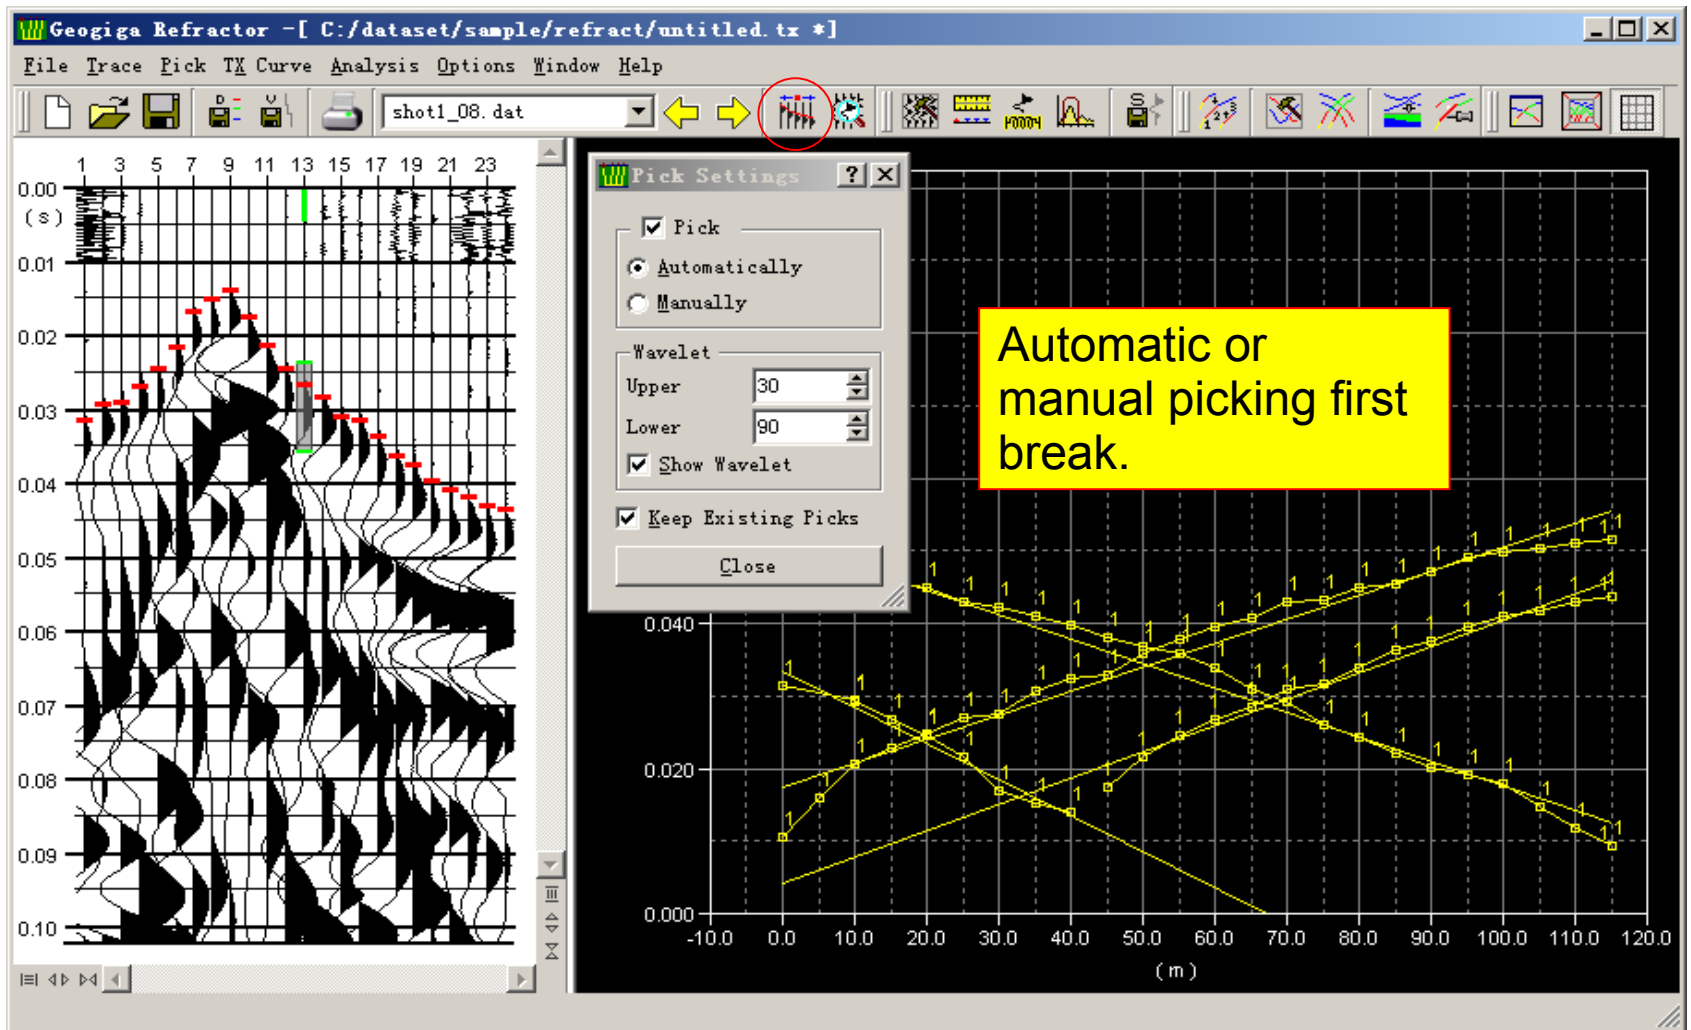 Geogiga Refractor -[ C:/dataset/sample/refract/untitled.tx *]
File Trace Pick TX Curve Analysis Options Window Help
shot1_08.dat
1 3 5 7 9 11 13 15 17 19 21 23
0.00
(s)
0.01
0.02
0.03
0.04
0.05
0.06
0.07
0.08
0.09
0.10
Pick Settings
Pick
Automatically
Manually
Wavelet
Upper 30
Lower 90
Show Wavelet
Keep Existing Picks
Close
Automatic or
manual picking first
break.
0.040
0.020
0.000
-10.0 0.0 10.0 20.0 30.0 40.0 50.0 60.0 70.0 80.0 90.0 100.0 110.0 120.0
(m)